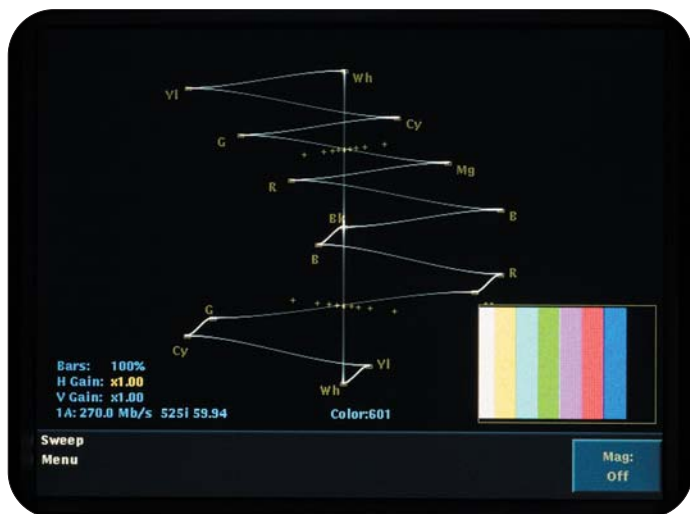 Wh
Yl
Cy
G
Mg
R
B
Bk
B
R
G
Cy
Yl
Wh
Bars: 100%
H Gain: x1.00
V Gain: x1.00
1A: 270.0 Mb/s 525i 59.94
Color:601
Sweep
Menu
Mag:
Off